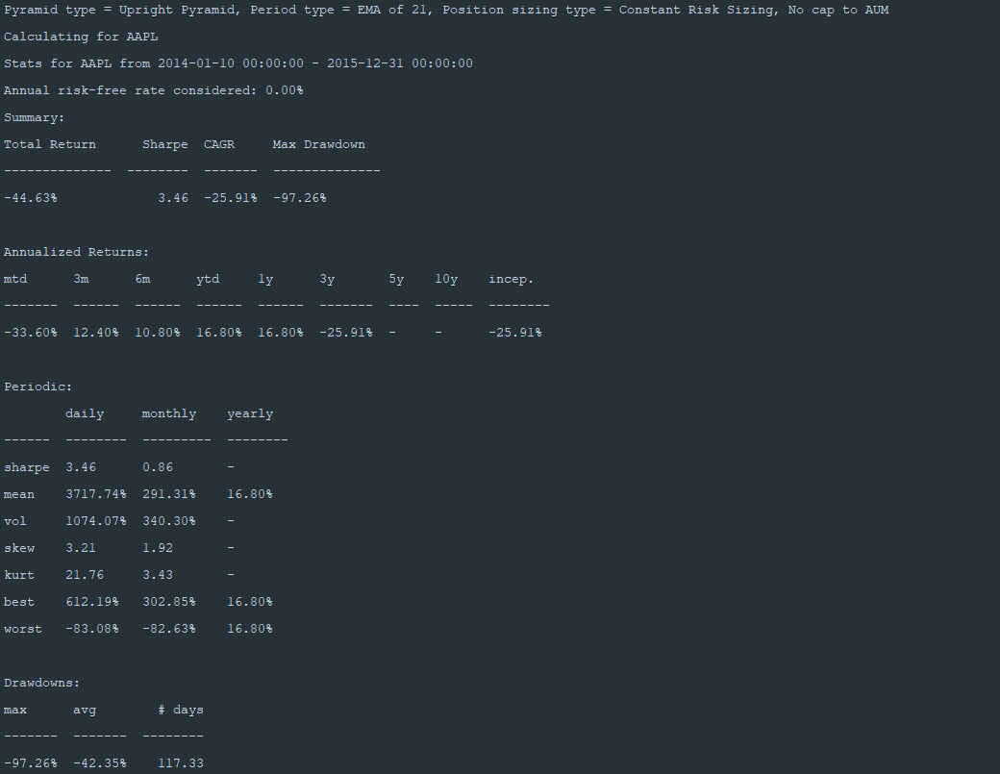 Pyramid type = Upright Pyramid, Period type = EMA of 21, Position sizing type = Constant Risk Sizing, No cap to AUM
Calculating for AAPL
Stats for AAPL from 2014-01-10 00:00:00 - 2015-12-31 00:00:00
Annual risk-free rate considered: 0.00%
Summary:
Total Return      Sharpe  CAGR     Max Drawdown
--------------  --------  -------  --------------
-44.63%             3.46  -25.91%  -97.26%

Annualized Returns:
mtd      3m      6m      ytd     1y      3y       5y    10y    incep.
-------  ------  ------  ------  ------  -------  ----  -----  --------
-33.60%  12.40%  10.80%  16.80%  16.80%  -25.91%  -     -      -25.91%

Periodic:
        daily     monthly    yearly
------  --------  ---------  --------
sharpe  3.46      0.86       -
mean    3717.74%  291.31%    16.80%
vol     1074.07%  340.30%    -
skew    3.21      1.92       -
kurt    21.76     3.43       -
best    612.19%   302.85%    16.80%
worst   -83.08%   -82.63%    16.80%

Drawdowns:
max      avg        # days
-------  -------  --------
-97.26%  -42.35%    117.33